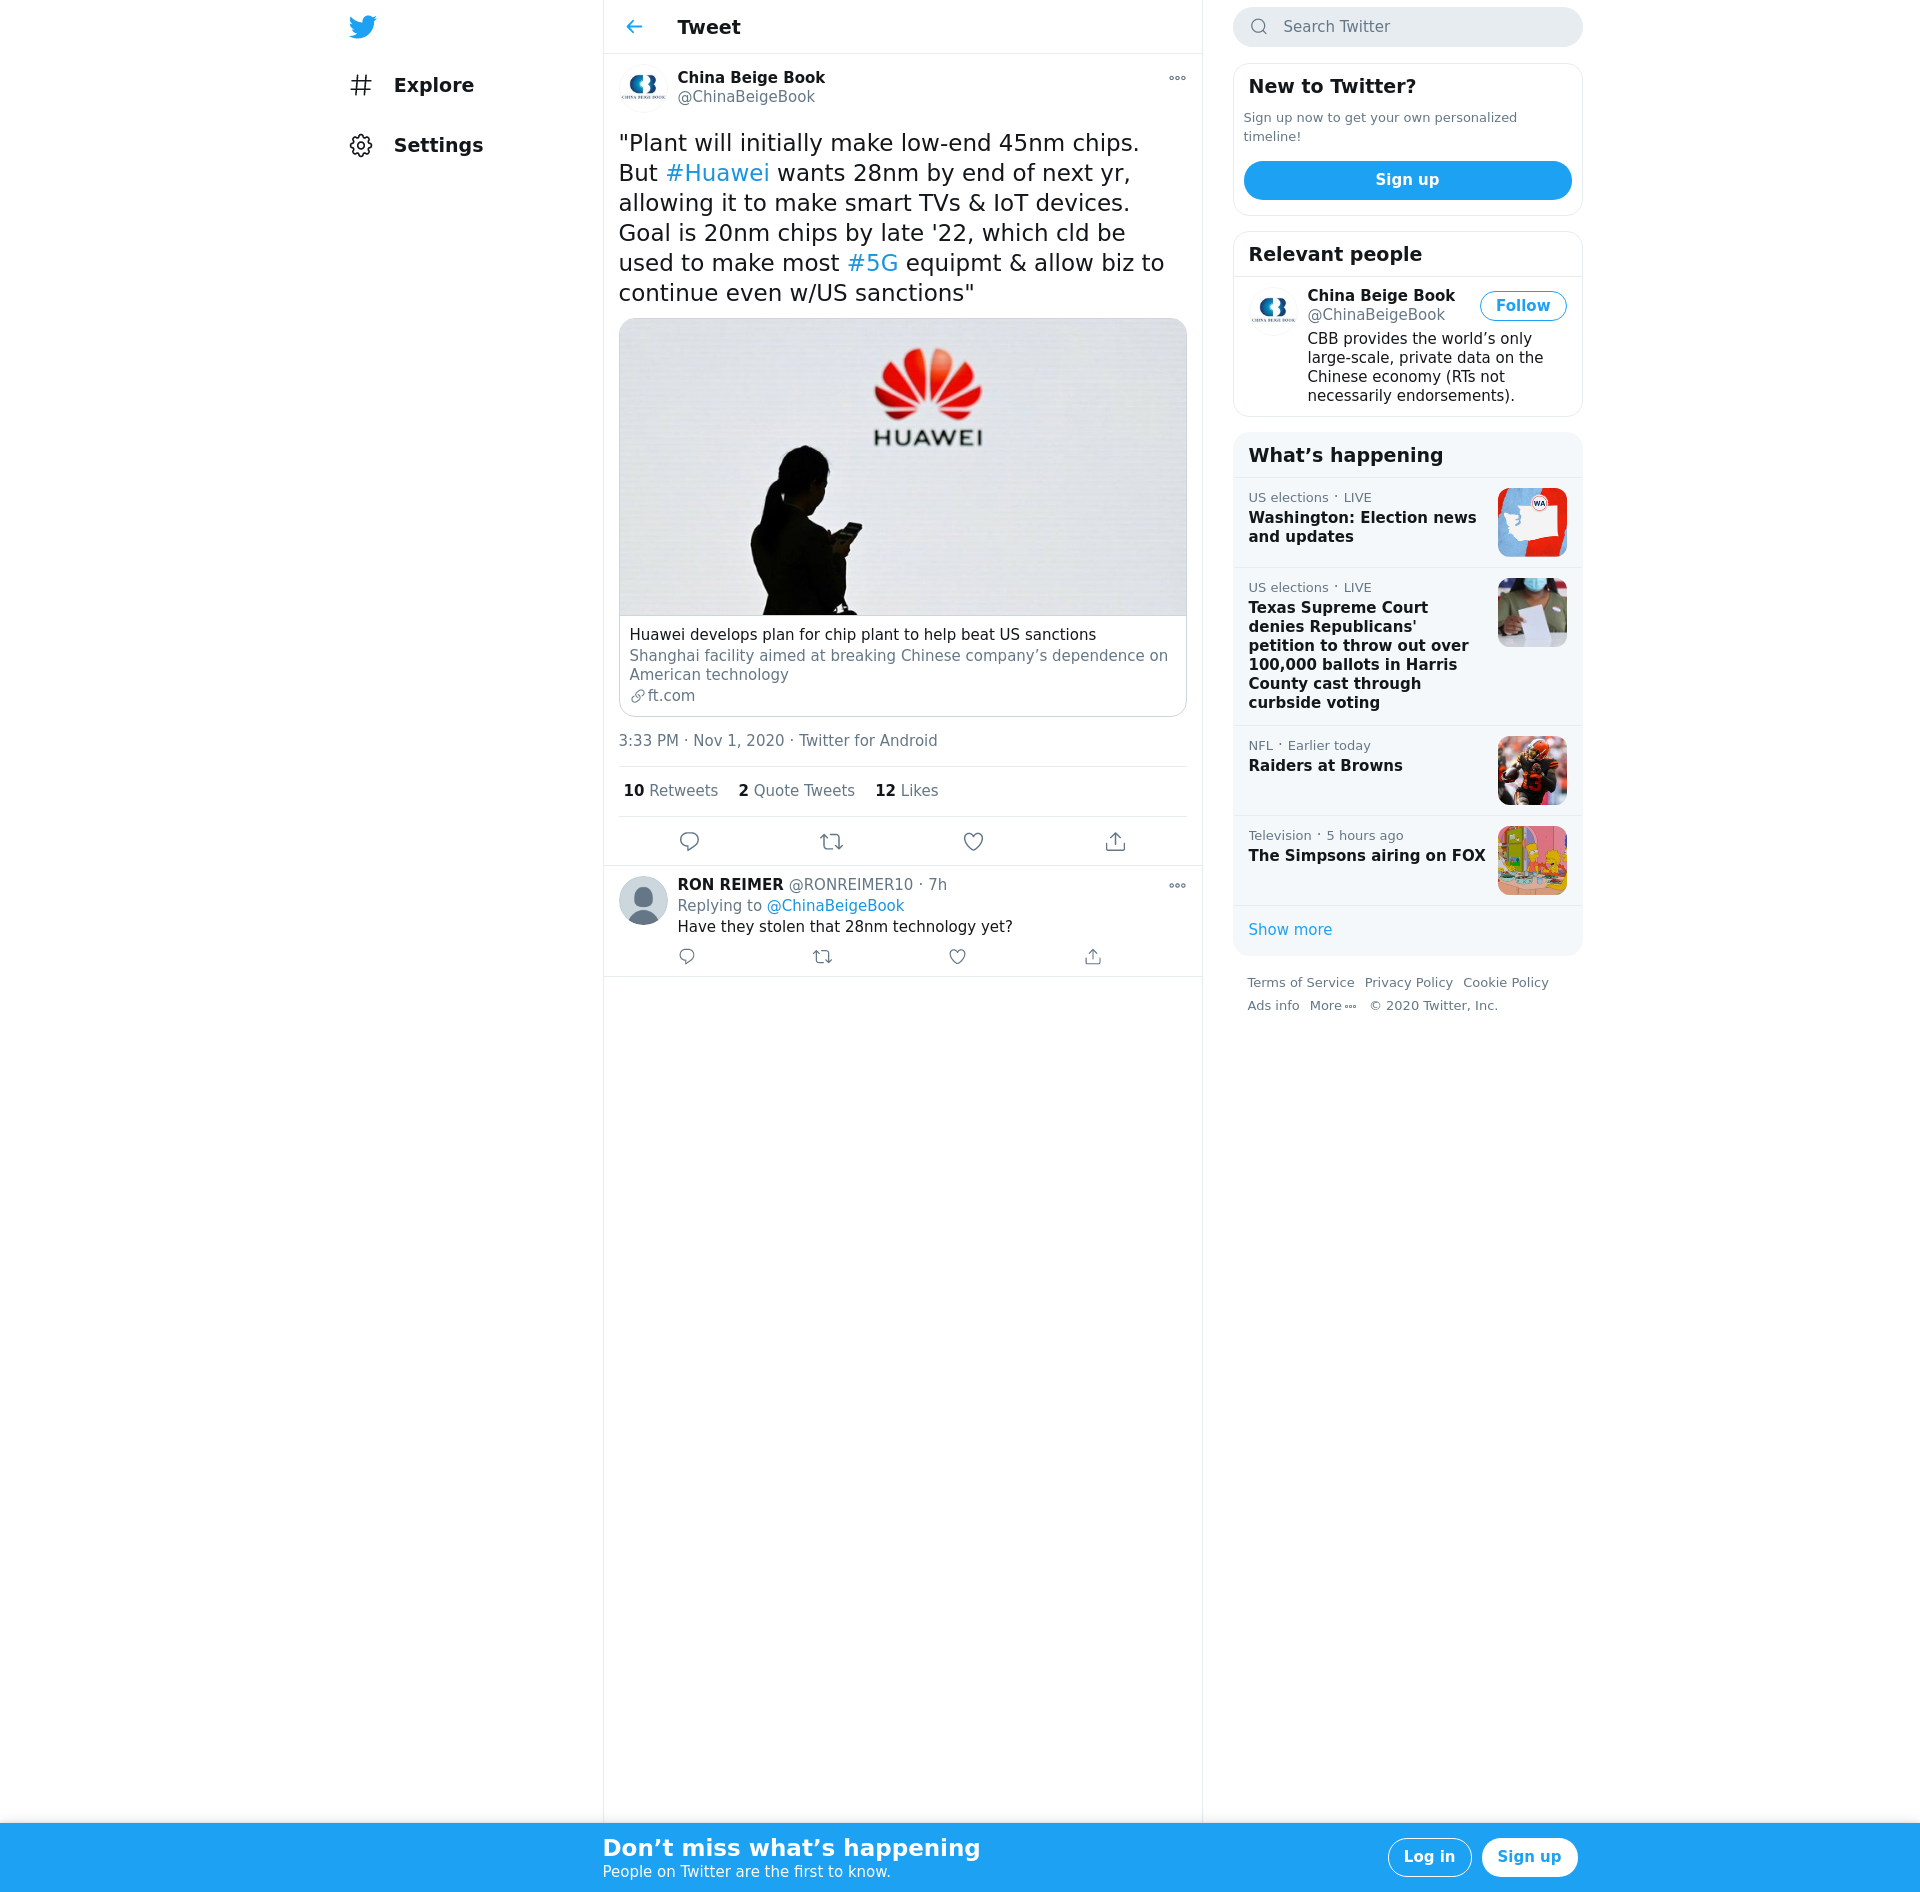 Explore
Settings
Tweet
China Beige Book
@ChinaBeigeBook
"Plant will initially make low-end 45nm chips.
But #Huawei wants 28nm by end of next yr,
allowing it to make smart TVs & IoT devices.
Goal is 20nm chips by late '22, which cld be
used to make most #5G equipmt & allow biz to
continue even w/US sanctions"
HUAWEI
Huawei develops plan for chip plant to help beat US sanctions
Shanghai facility aimed at breaking Chinese company’s dependence on
American technology
ft.com
3:33 PM · Nov 1, 2020 · Twitter for Android
10 Retweets 2 Quote Tweets 12 Likes
RON REIMER @RONREIMER10 · 7h
Replying to @ChinaBeigeBook
Have they stolen that 28nm technology yet?
Search Twitter
New to Twitter?
Sign up now to get your own personalized
timeline!
Sign up
Relevant people
CHINA BEIGE BOOK
China Beige Book
@ChinaBeigeBook
Follow
CBB provides the world’s only
large-scale, private data on the
Chinese economy (RTs not
necessarily endorsements).
What’s happening
US elections · LIVE
Washington: Election news
and updates
WA
US elections · LIVE
Texas Supreme Court
denies Republicans'
petition to throw out over
100,000 ballots in Harris
County cast through
curbside voting
NFL · Earlier today
Raiders at Browns
Television · 5 hours ago
The Simpsons airing on FOX
Show more
Terms of Service Privacy Policy Cookie Policy
Ads info More © 2020 Twitter, Inc.
Don’t miss what’s happening
People on Twitter are the first to know.
Log in
Sign up